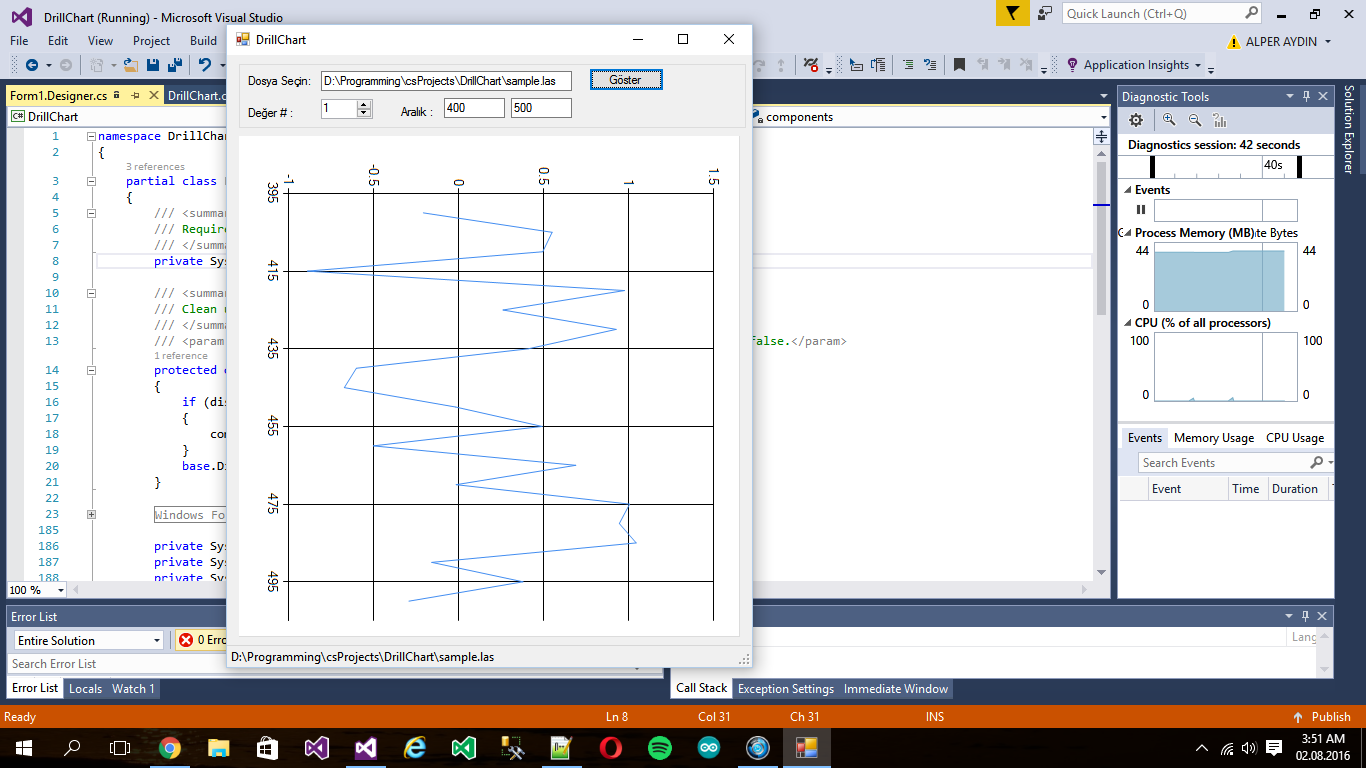 DrillChart (Running) - Microsoft Visual Studio
Quick Launch (Ctrl+Q)
File Edit View Project Build
ALPER AYDIN
Application Insights
Form1.Designer.cs
DrillChart.c
C# DrillChart
components
1 namespace DrillChar
2 {
3 references
3 partial class
4 {
5 /// <summar
6 /// Require
7 /// </summa
8 private Sys
9
10 /// <summar
11 /// Clean u
12 /// </summa
13 /// <param
alse.</param>
1 reference
14 protected o
15 {
16 if (dis
17 {
18 con
19 }
20 base.Di
21 }
22
23 Windows Fo
185
186 private Sys
187 private Sys
188 private Sys
100 %
DrillChart
Dosya Seçin: D:\Programming\csProjects\DrillChart\sample.las Göster
Değer # : 1 Aralık : 400 500
-1 -0.5 0 0.5 1 1.5
395
415
435
455
475
495
D:\Programming\csProjects\DrillChart\sample.las
Diagnostic Tools
Diagnostics session: 42 seconds
40s
Events
Process Memory (MB) te Bytes
44 44
0 0
CPU (% of all processors)
100 100
0 0
Events Memory Usage CPU Usage
Search Events
Event Time Duration
Solution Explorer
Error List
Entire Solution 0 Erro
Search Error List
Lang
Error List Locals Watch 1
Call Stack Exception Settings Immediate Window
Ready Ln 8 Col 31 Ch 31 INS Publish
3:51 AM
02.08.2016